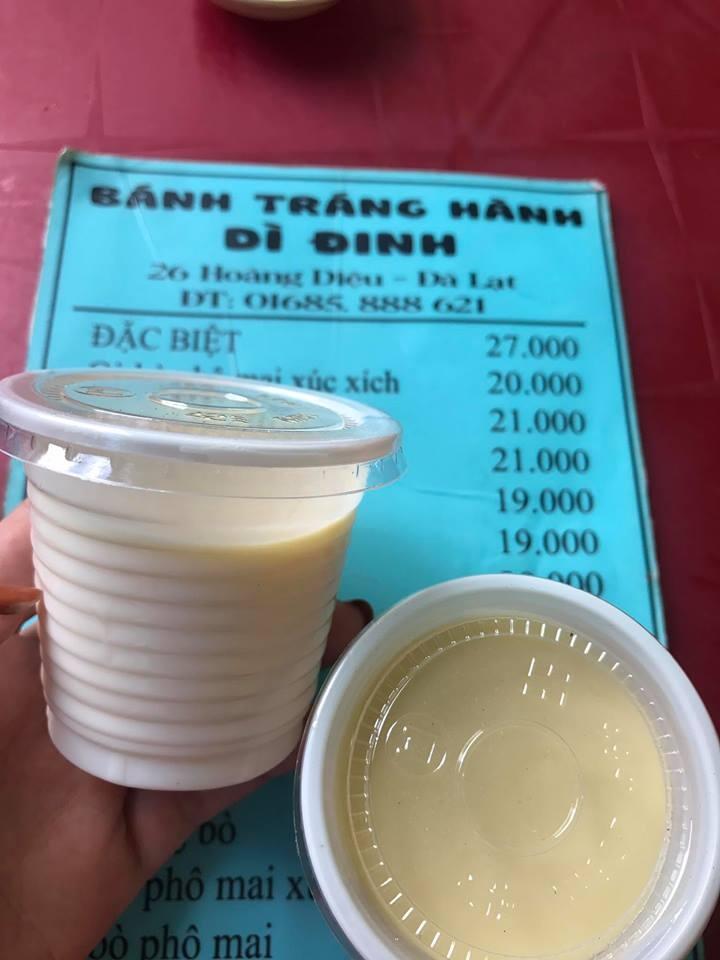 BÁNH TRÁNG HÀNH
DÌ ĐINH
26 Hoàng Diệu - Đà Lạt
ĐT: 01685. 888 621
ĐẶC BIỆT 27.000
mai xúc xích 20.000
21.000
21.000
19.000
19.000
bò
phô mai
bò phô mai